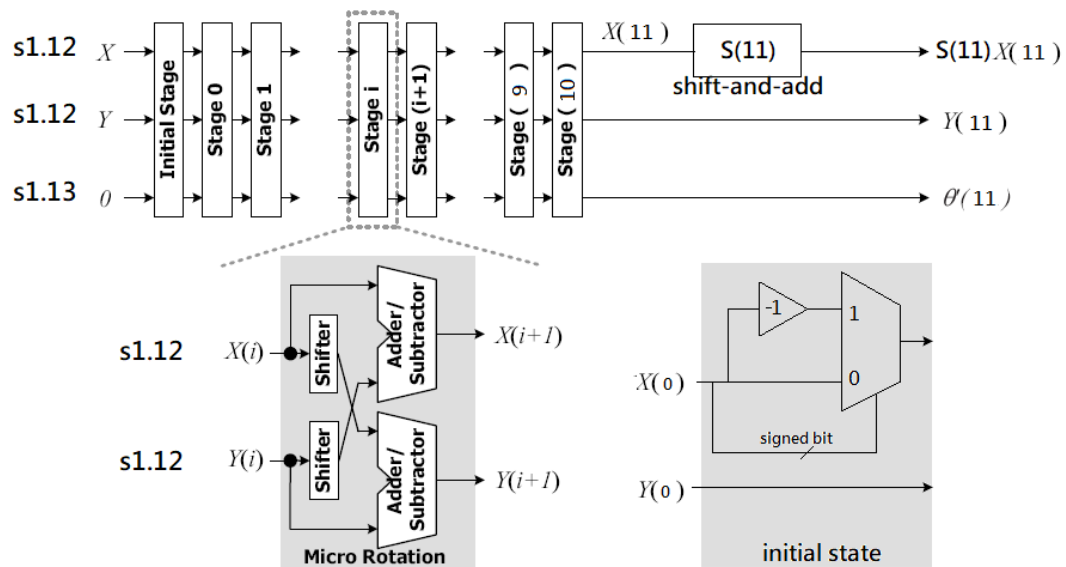 s1.12 X Initial Stage Stage 0 Stage 1 Stage i Stage (i+1) Stage ( 9 ) Stage ( 10 ) X( 11 ) S(11) S(11)X( 11 )
shift-and-add
s1.12 Y Y( 11 )
s1.13 0 θ'( 11 )
s1.12 X(i) Shifter Adder/ Subtractor X(i+1)
s1.12 Y(i) Shifter Adder/ Subtractor Y(i+1)
Micro Rotation
-1 1
X( 0 ) 0
signed bit
Y( 0 )
initial state